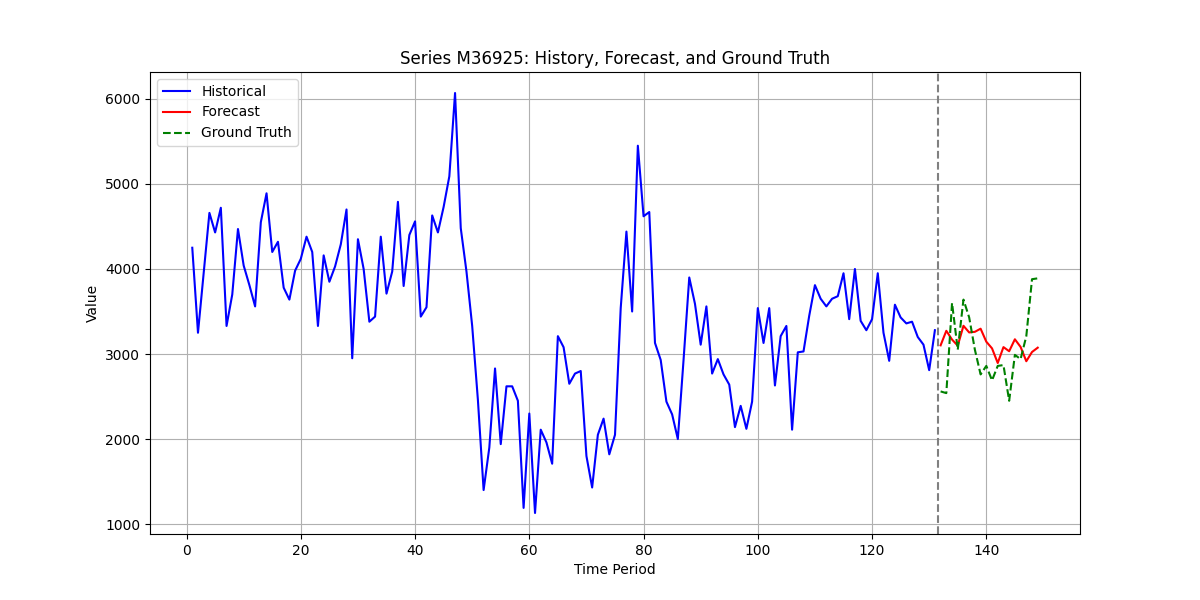 Series M36925: History, Forecast, and Ground Truth
Historical
Forecast
Ground Truth
6000
5000
4000
3000
2000
1000
Value
0 20 40 60 80 100 120 140
Time Period